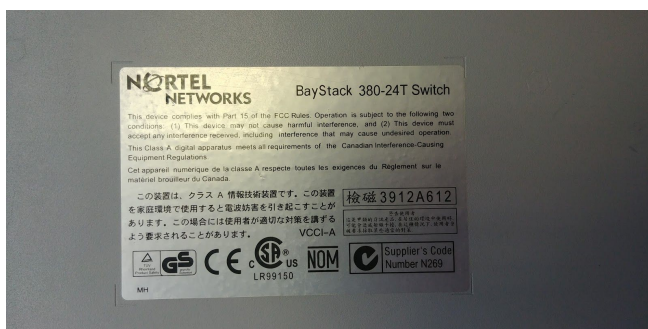 NORTEL
NETWORKS
BayStack 380-24T Switch
This device complies with Part 15 of the FCC Rules. Operation is subject to the following two
conditions: (1) This device may not cause harmful interference, and (2) This device must
accept any interference received, including interference that may cause undesired operation.
This Class A digital apparatus meets all requirements of the Canadian Interference-Causing
Equipment Regulations
Cet appareil numérique de la classe A respecte toutes les exigences du Règlement sur le
matériel brouilleur du Canada.
この装置は、クラス A 情報技術装置です。この装置
を家庭環境で使用すると電波妨害を引き起こすことが
あります。この場合には使用者が適切な対策を講ずる
よう要求されることがあります。 VCCI-A
検磁 3912A612
GS
CE
C SA ® US
LR99150
NOM
Supplier's Code
Number N269
MH